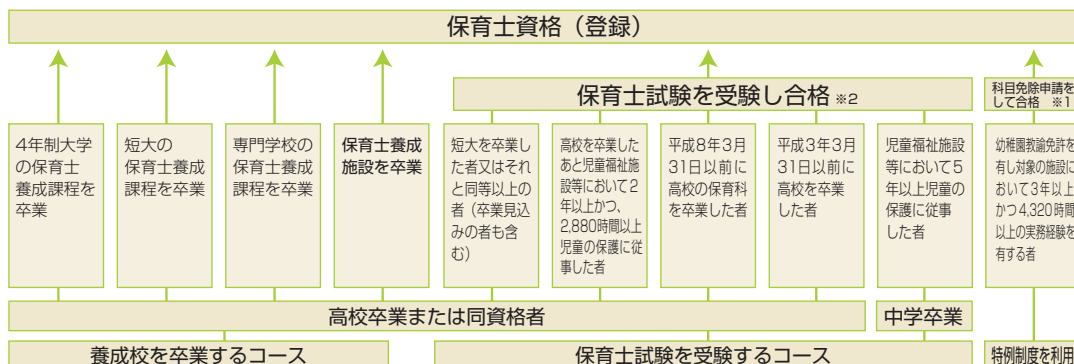 保育士資格（登録）
保育士試験を受験し合格 ※2
科目免除申請を
して合格 ※1
4年制大学
の保育士
養成課程を
卒業
短大の
保育士養成
課程を卒業
専門学校の
保育士養成
課程を卒業
保育士養成
施設を卒業
短大を卒業し
た者又はそれ
と同等以上の
者（卒業見込
みの者も含
む）
高校を卒業した
あと児童福祉施
設等において2
年以上かつ、
2,880時間以上
児童の保護に従
事した者
平成8年3月
31日以前に
高校の保育科
を卒業した者
平成3年3月
31日以前に
高校を卒業
した者
児童福祉施設
等において5
年以上児童の
保護に従事
した者
幼稚園教諭免許を
有し対象の施設に
おいて3年以上
かつ4,320時間
以上の実務経験を
有する者
高校卒業または同資格者
中学卒業
養成校を卒業するコース
保育士試験を受験するコース
特例制度を利用